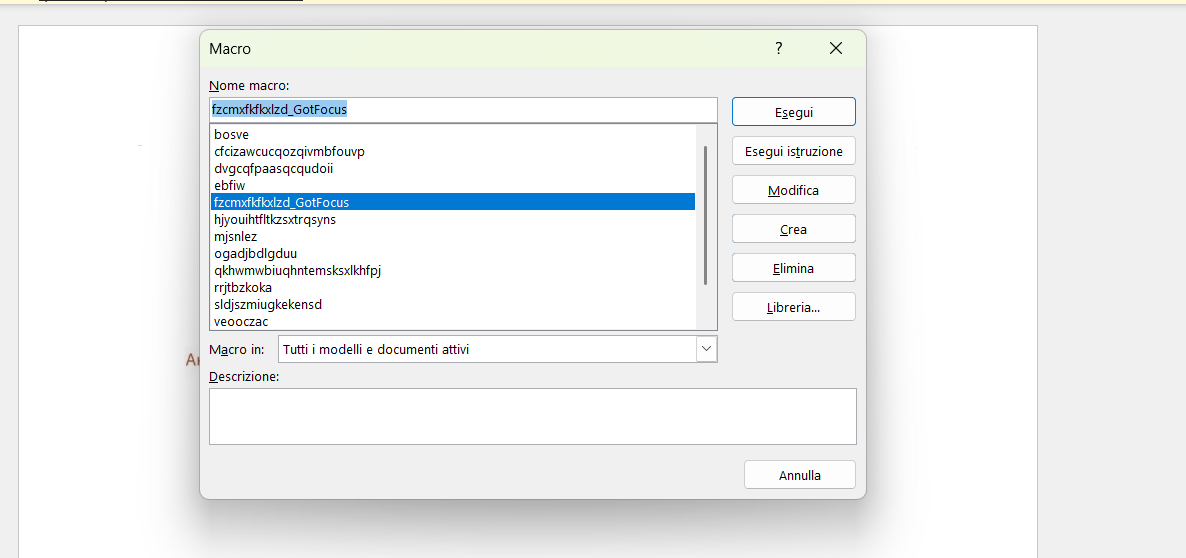 Macro
?
Nome macro:
fzcmxfkfkxlzd_GotFocus
Esegui
bosve
cfcizawcucqozqivmbfouvp
Esegui istruzione
dvgcqfpaasqcqudoii
ebfiw
Modifica
fzcmxfkfkxlzd_GotFocus
hjyouihtfltkzsxtrqsyns
Crea
mjsnlez
ogadjbdlgduu
Elimina
qkhwmwbiuqhntemsksxlkhfpj
rrjtbzkoka
sldjszmiugkekensd
Libreria...
veooczac
Macro in:
Tutti i modelli e documenti attivi
Descrizione:
Annulla